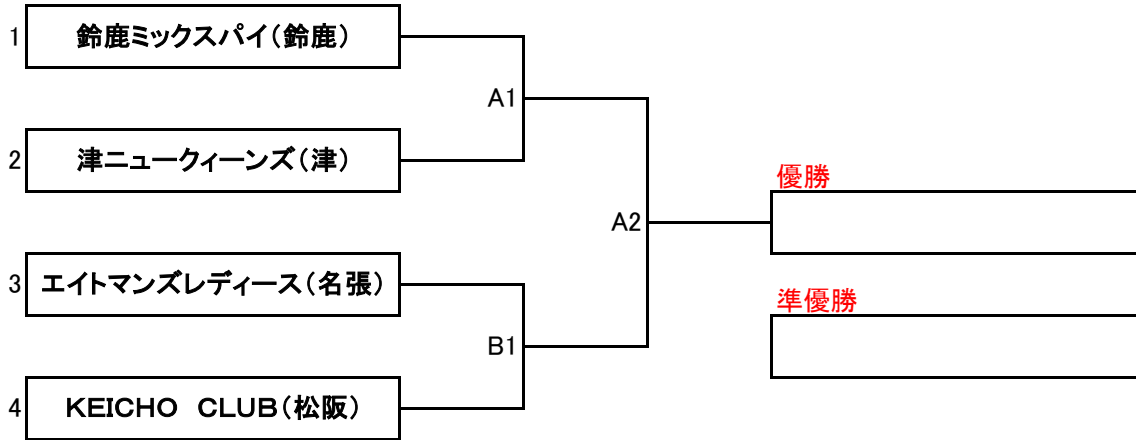 1 鈴鹿ミックスパイ（鈴鹿）
A1
2 津ニュークィーンズ（津）
優勝
A2
3 エイトマンズレディース（名張）
準優勝
B1
4 ＫＥＩＣＨＯ　ＣＬＵＢ（松阪）